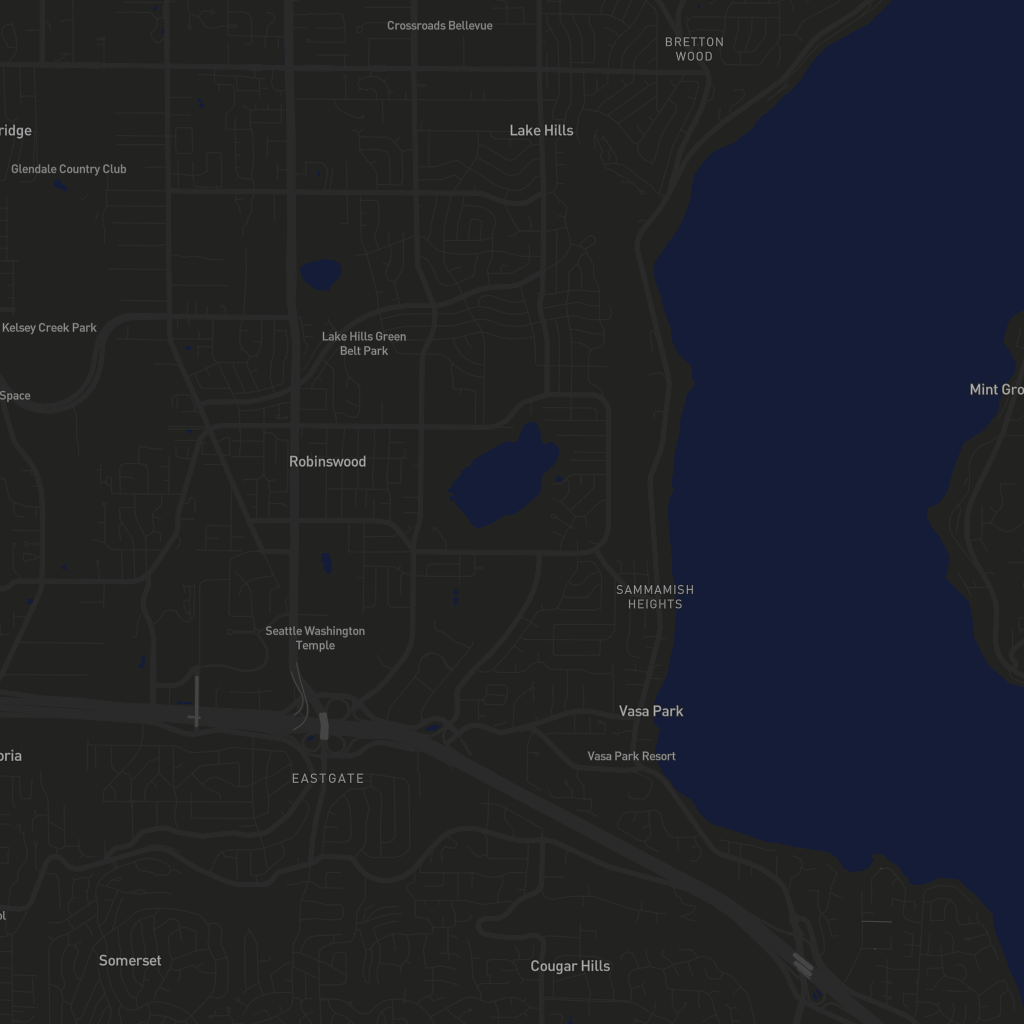 Crossroads Bellevue
BRETTON
WOOD
ridge
Lake Hills
Glendale Country Club
Kelsey Creek Park
Lake Hills Green
Belt Park
Mint Gro
Space
Robinswood
SAMMAMISH
HEIGHTS
Seattle Washington
Temple
Vasa Park
oria
Vasa Park Resort
EASTGATE
ol
Somerset
Cougar Hills